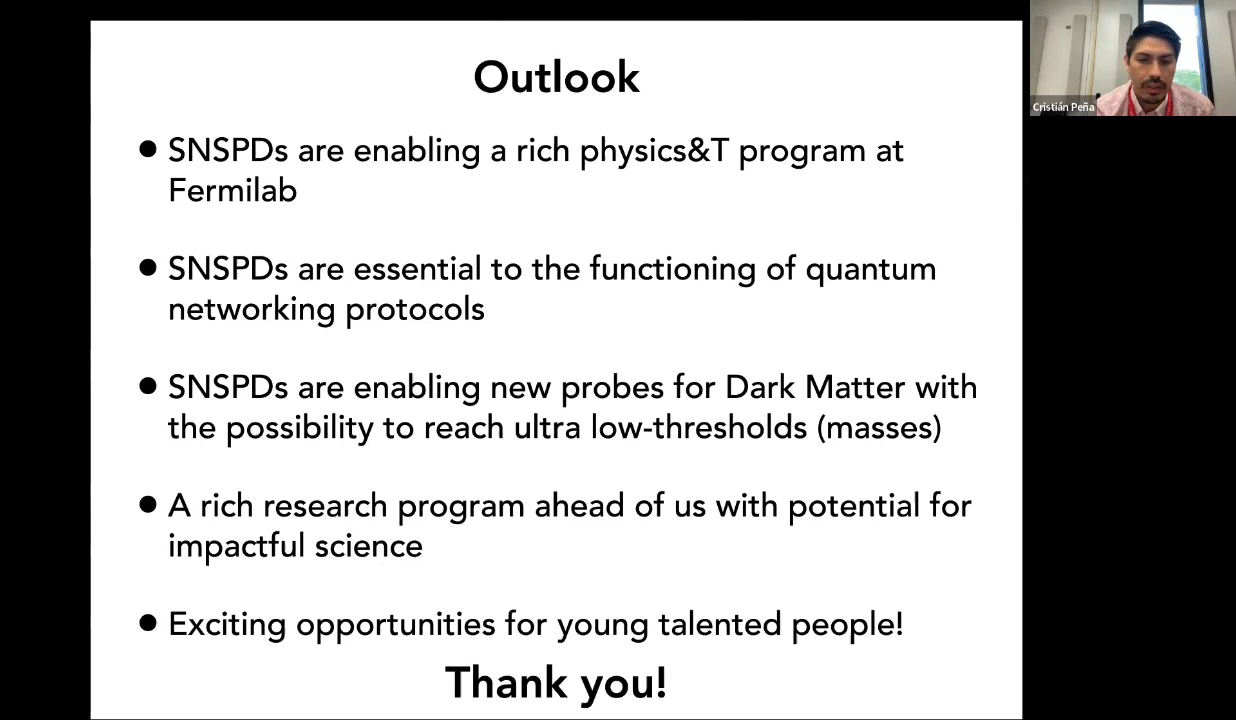 Outlook
● SNSPDs are enabling a rich physics&T program at
Fermilab
● SNSPDs are essential to the functioning of quantum
networking protocols
● SNSPDs are enabling new probes for Dark Matter with
the possibility to reach ultra low-thresholds (masses)
● A rich research program ahead of us with potential for
impactful science
● Exciting opportunities for young talented people!
Thank you!
Cristián Peña